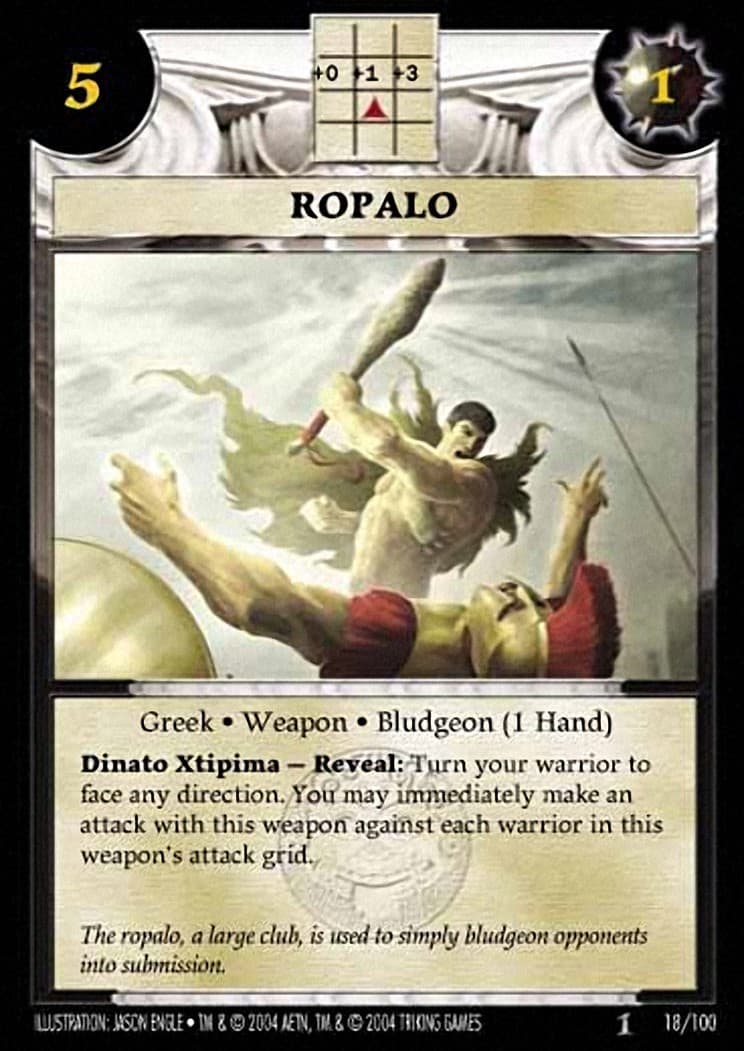 5
+0 +1 +3
1
ROPALO
Greek • Weapon • Bludgeon (1 Hand)
Dinato Xtipima – Reveal: Turn your warrior to
face any direction. You may immediately make an
attack with this weapon against each warrior in this
weapon's attack grid.
The ropalo, a large club, is used to simply bludgeon opponents
into submission.
ILLUSTRATION: JASON ENGLE • TM & © 2004 AETN, TM & © 2004 TRIKING GAMES 1 18/100